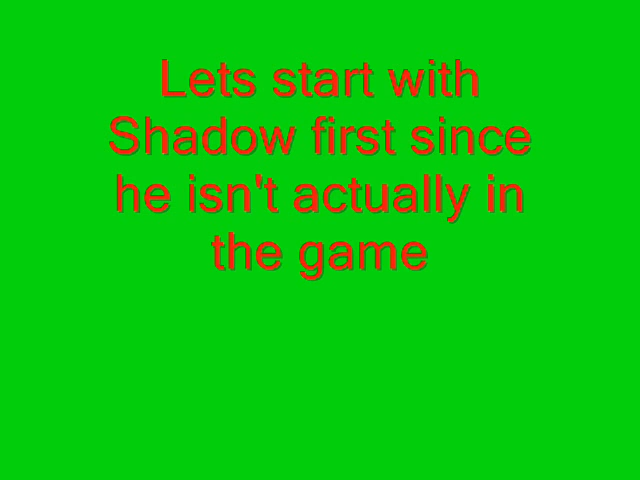 Lets start with
Shadow first since
he isn't actually in
the game